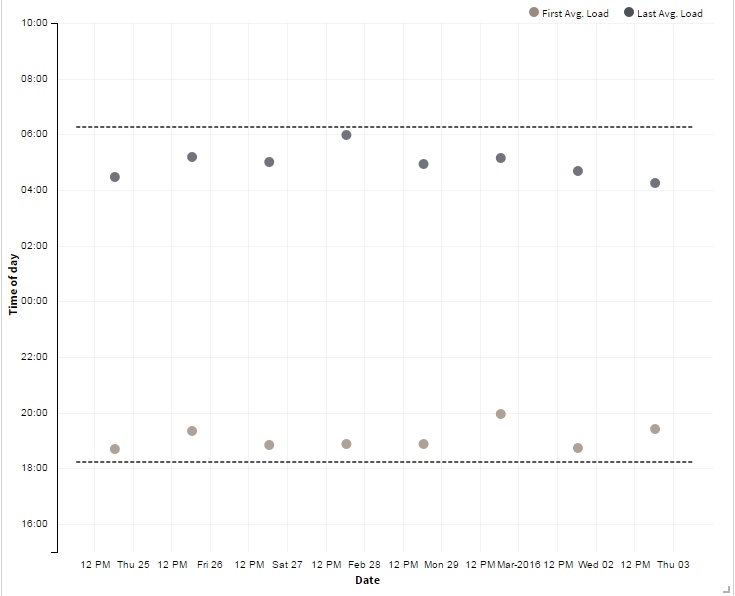 First Avg. Load Last Avg. Load
10:00
08:00
06:00
04:00
02:00
00:00
22:00
20:00
18:00
16:00
Time of day
12 PM Thu 25 12 PM Fri 26 12 PM Sat 27 12 PM Feb 28 12 PM Mon 29 12 PM Mar-2016 12 PM Wed 02 12 PM Thu 03
Date